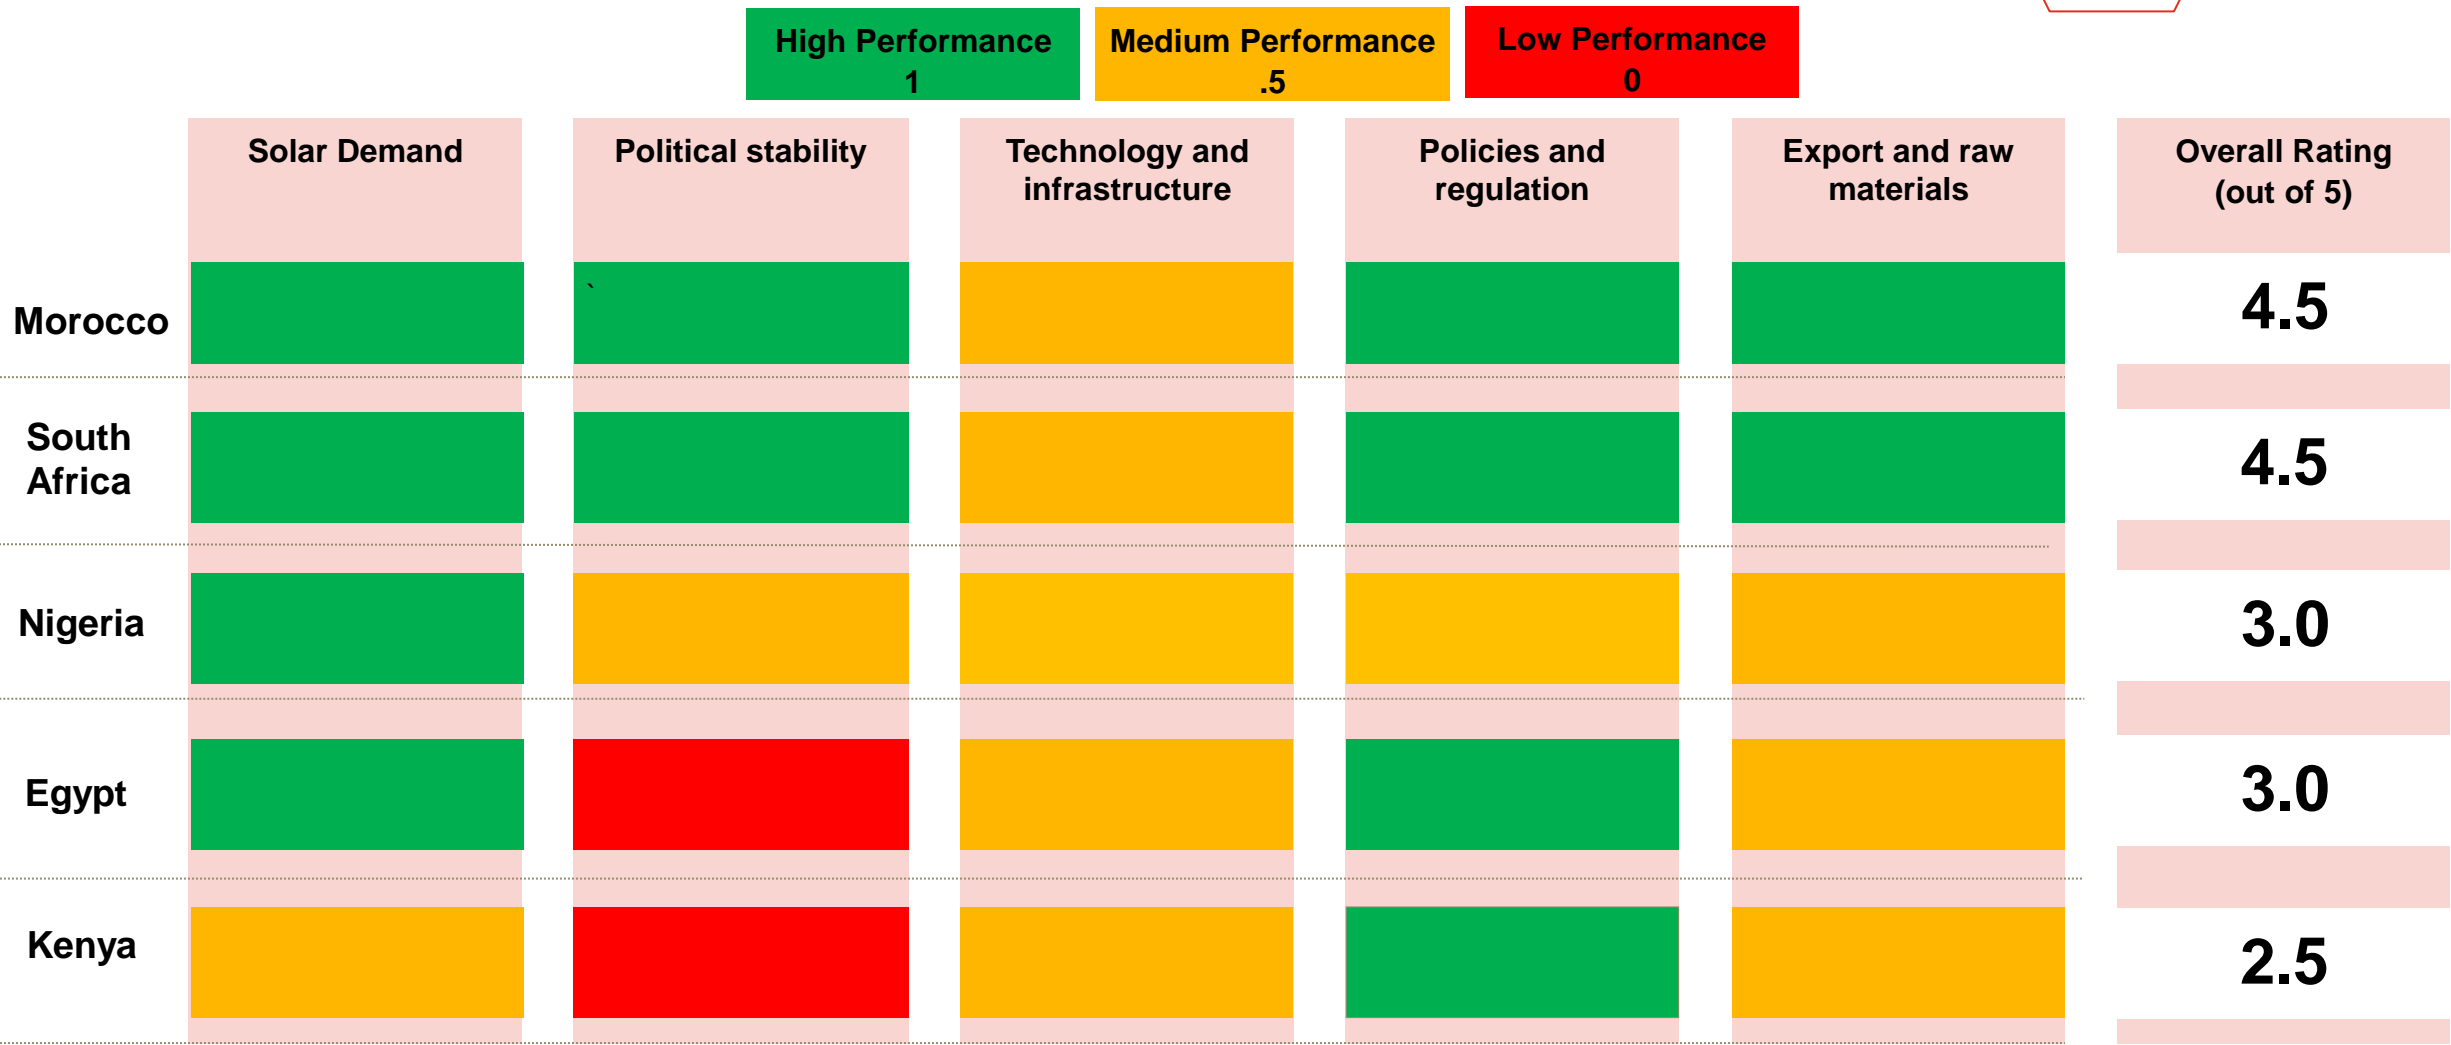 High Performance
1
Medium Performance
.5
Low Performance
0
Solar Demand
Political stability
Technology and
infrastructure
Policies and
regulation
Export and raw
materials
Overall Rating
(out of 5)
Morocco
`
4.5
South
Africa
4.5
Nigeria
3.0
Egypt
3.0
Kenya
2.5